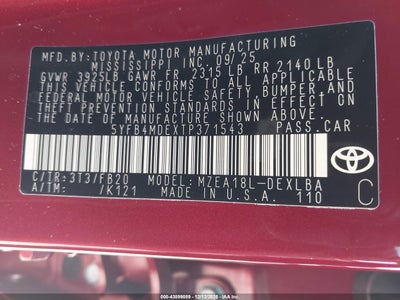 MFD.BY:TOYOTA MOTOR MANUFACTURING
MISSISSIPPI INC. 09/25
GVWR 3925LB GAWR FR 2315 LB RR 2140 LB
THIS VEHICLE CONFORMS TO ALL APPLICABLE
FEDERAL MOTOR VEHICLE SAFETY, BUMPER, AND
THEFT PREVENTION STANDARDS IN EFFECT ON
THE DATE OF MANUFACTURE SHOWN ABOVE.
5YFB4MDEXTP371543 PASS.CAR
C/TR:3T3/FB20 MODEL:MZEA18L-DEXLBA
A/TM: /K121 MADE IN U.S.A. 110
TOYOTA
C
000-43899089 - 12/12/2025 -
IAA Inc.